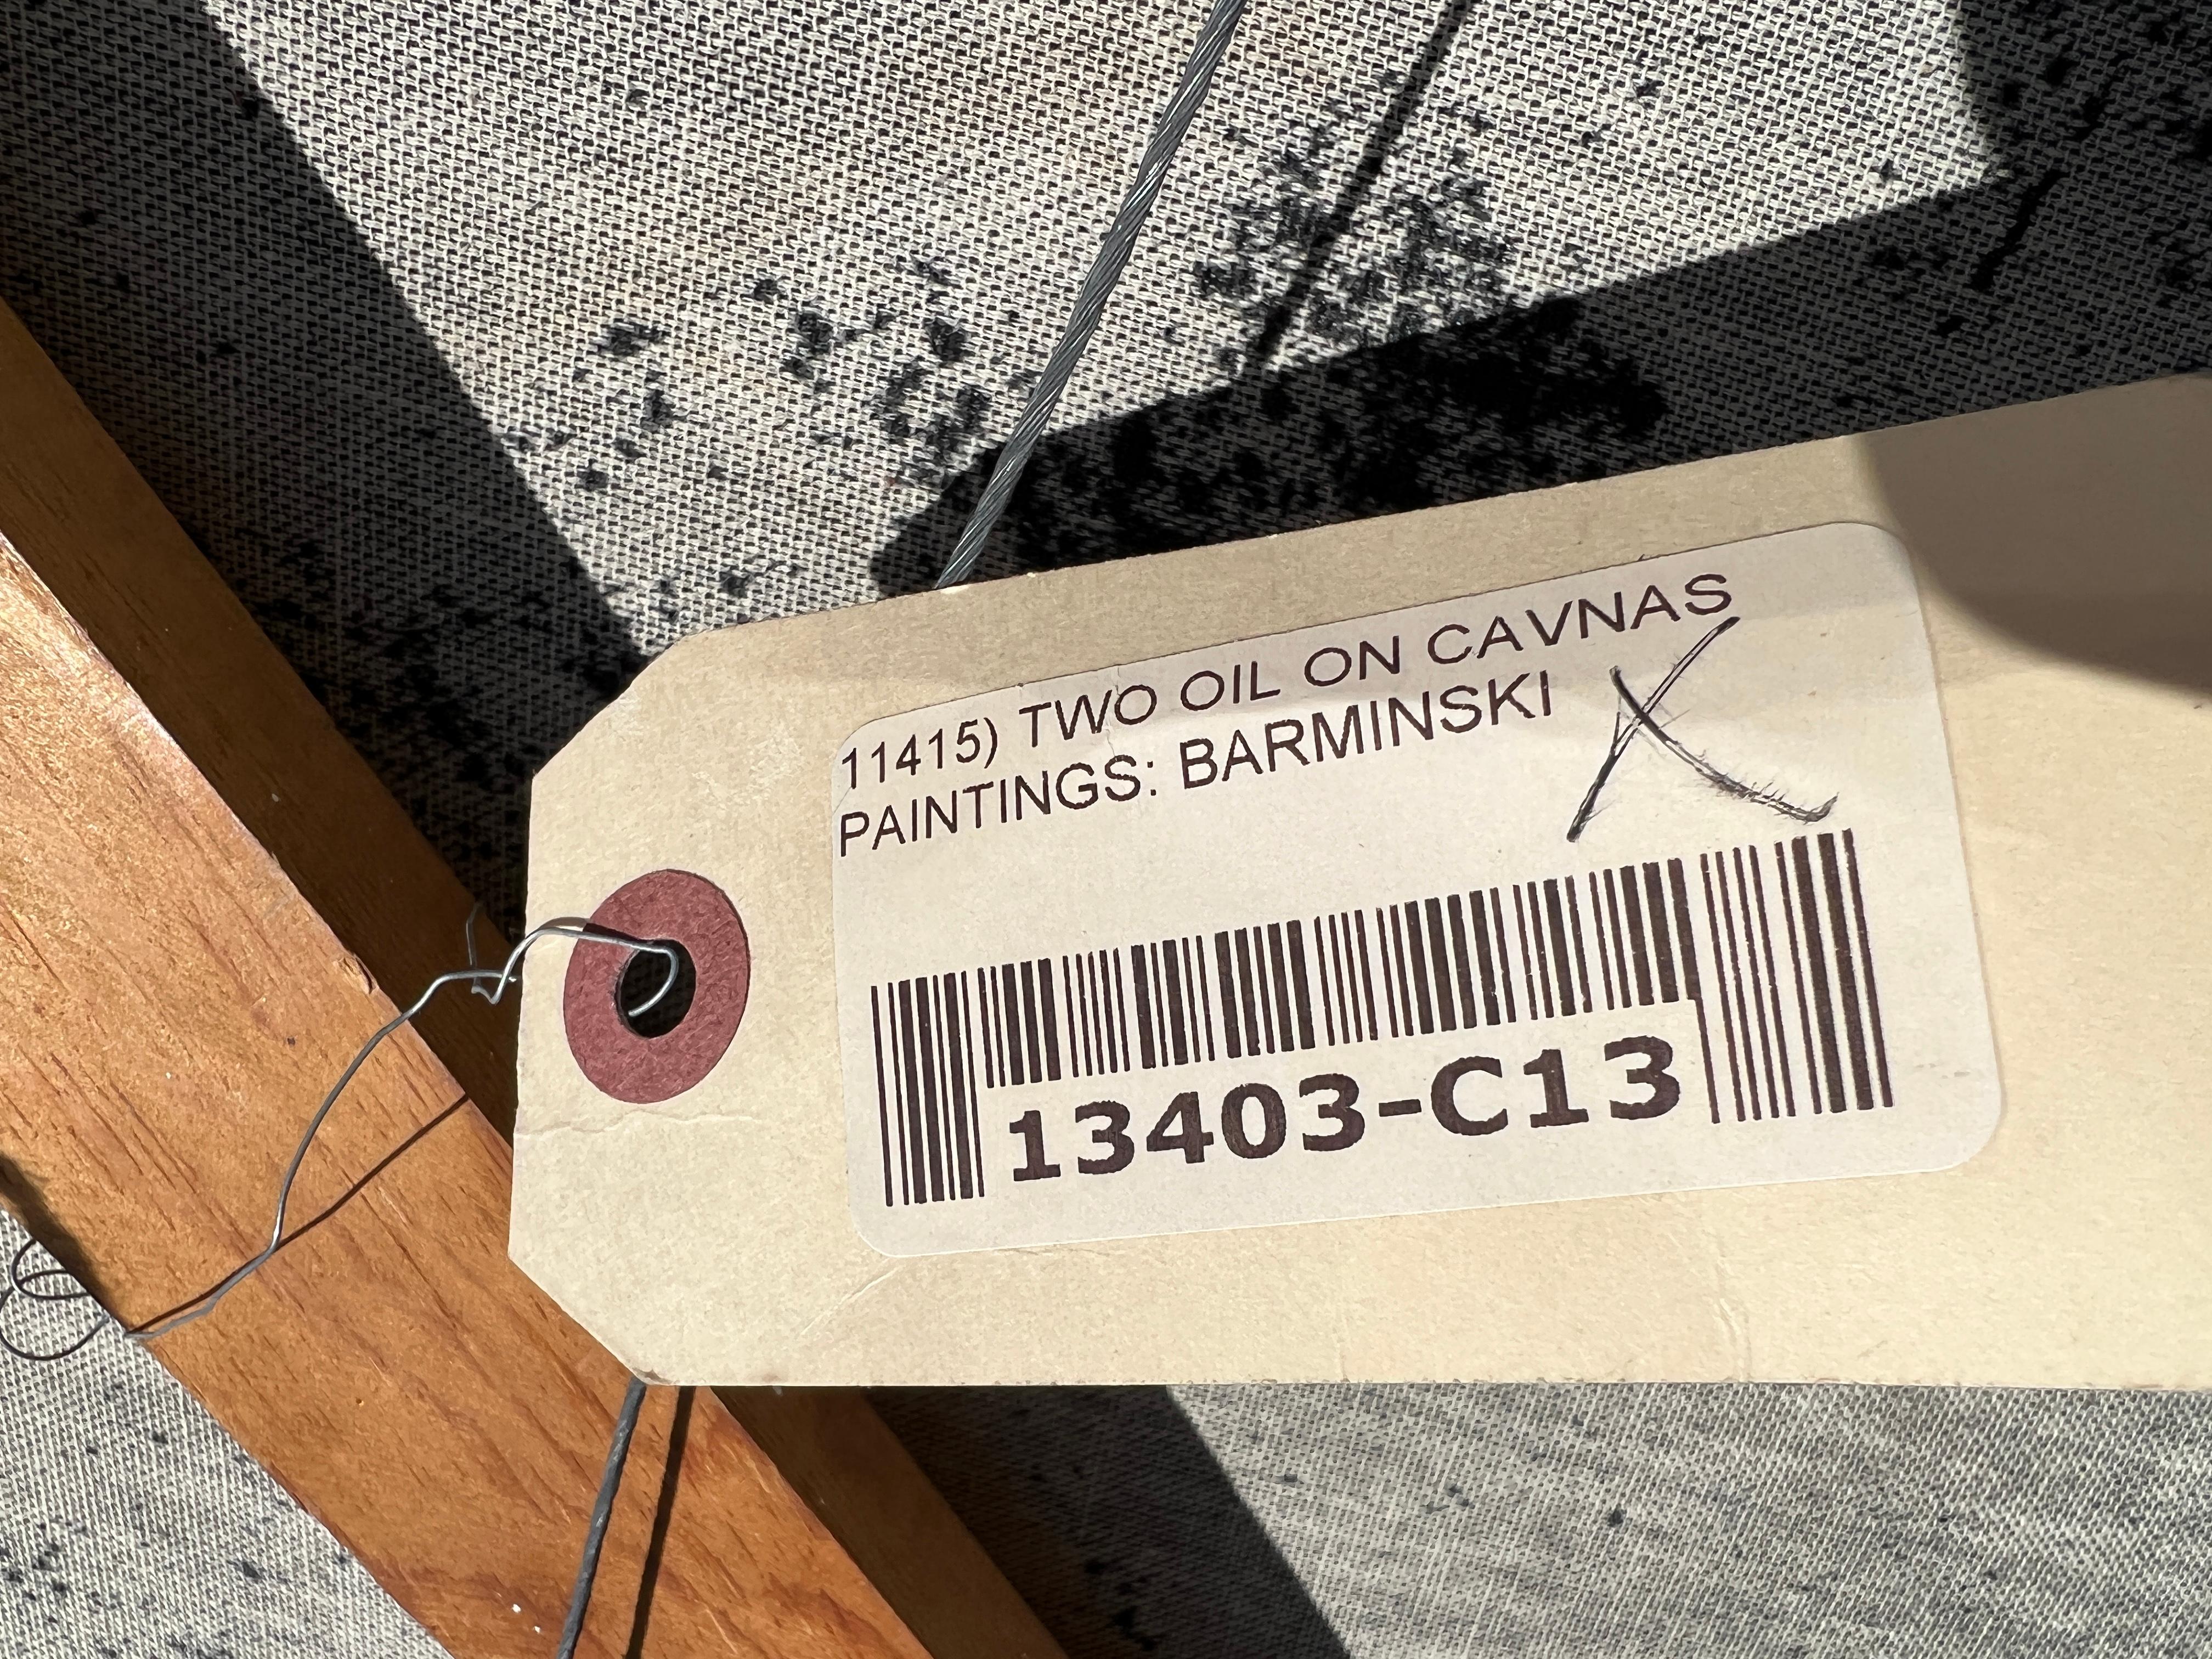 11415) TWO OIL ON CAVNAS
PAINTINGS: BARMINSKI
X
13403-C13